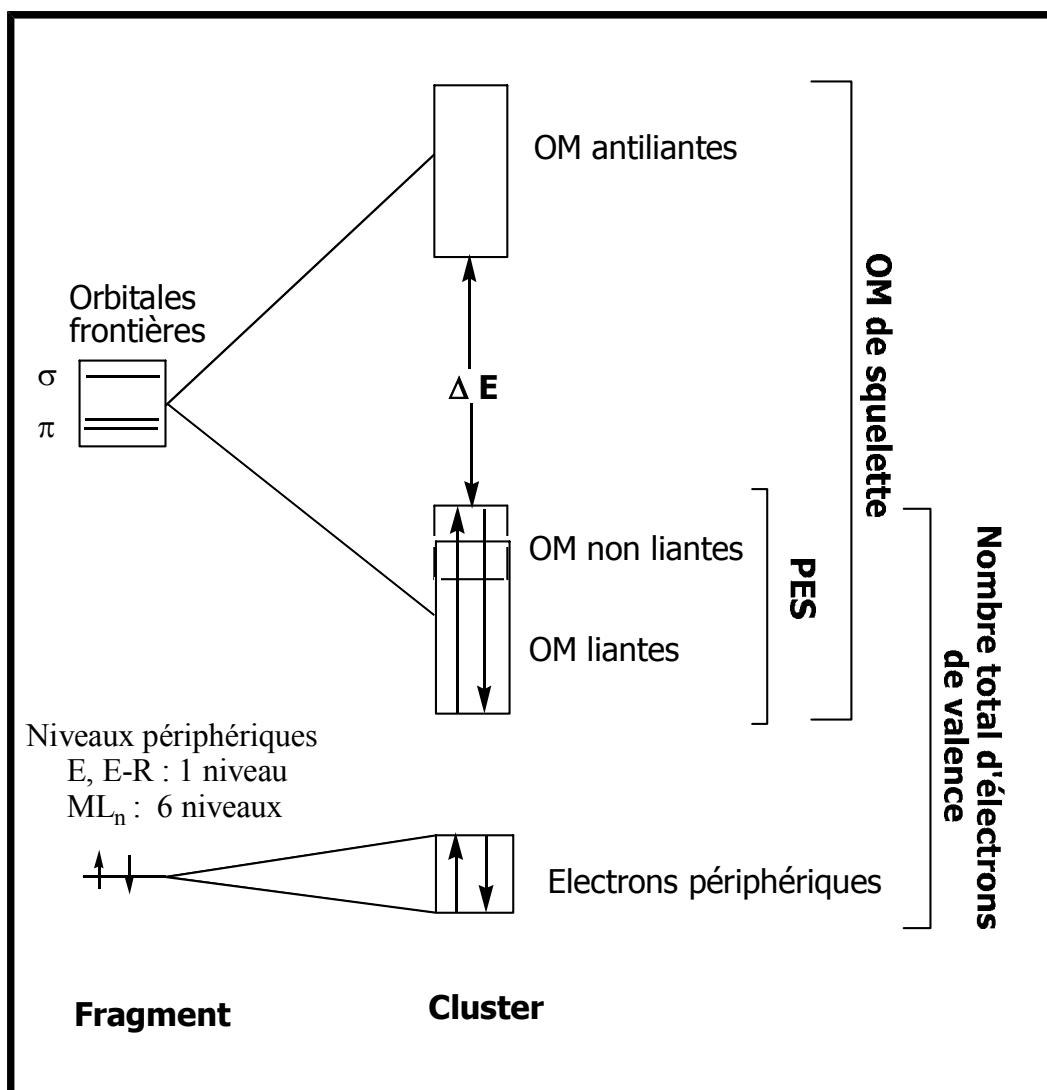 OM antiliantes
Orbitales
frontières
σ
π
Δ E
OM non liantes
OM liantes
PES
OM de squelette
Nombre total d'électrons
de valence
Niveaux périphériques
E, E-R : 1 niveau
MLn : 6 niveaux
Electrons périphériques
Fragment
Cluster